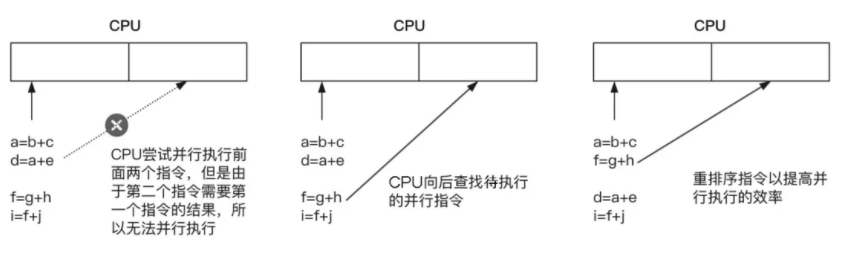 CPU
a=b+c
d=a+e
f=g+h
i=f+j
CPU尝试并行执行前
面两个指令，但是由
于第二个指令需要第
一个指令的结果，所
以无法并行执行
CPU
a=b+c
d=a+e
f=g+h
i=f+j
CPU向后查找待执行
的并行指令
CPU
a=b+c
f=g+h
d=a+e
i=f+j
重排序指令以提高并
行执行的效率